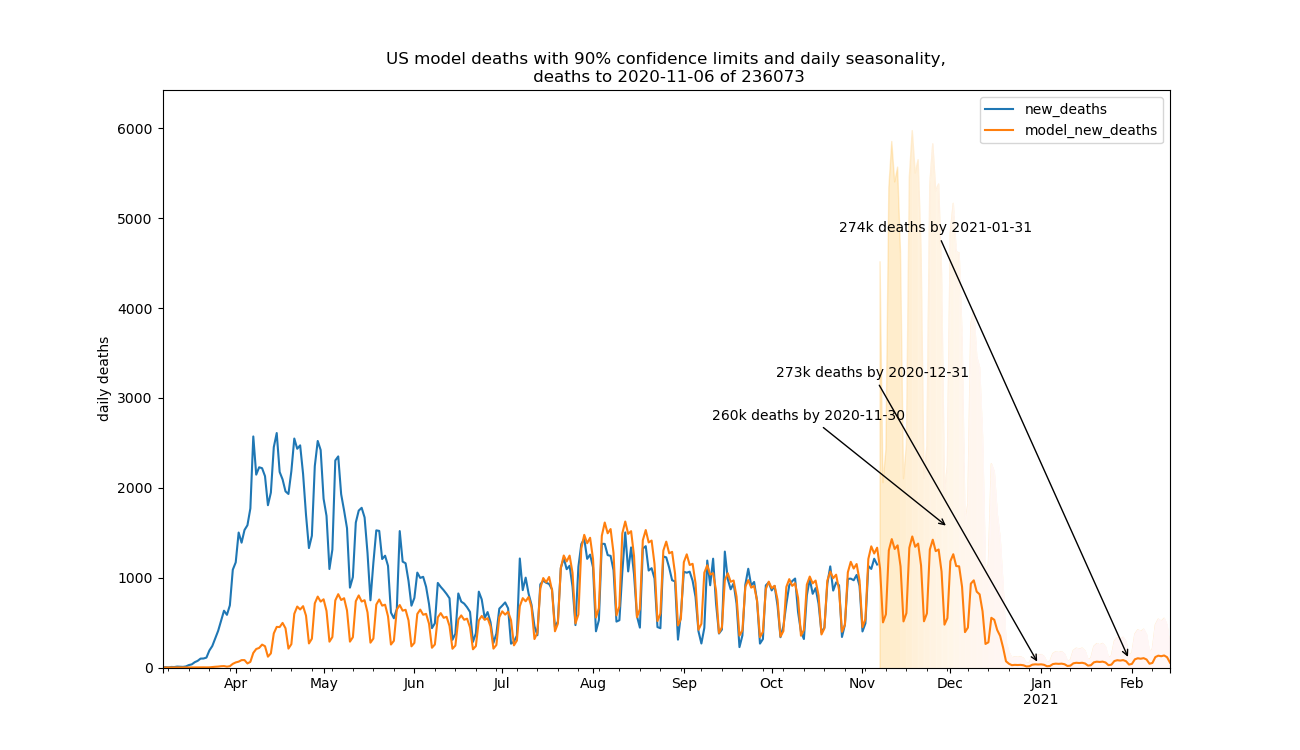 US model deaths with 90% confidence limits and daily seasonality,
deaths to 2020-11-06 of 236073
new_deaths
model_new_deaths
daily deaths
6000
5000
4000
3000
2000
1000
0
274k deaths by 2021-01-31
273k deaths by 2020-12-31
260k deaths by 2020-11-30
Apr May Jun Jul Aug Sep Oct Nov Dec Jan Feb
2021